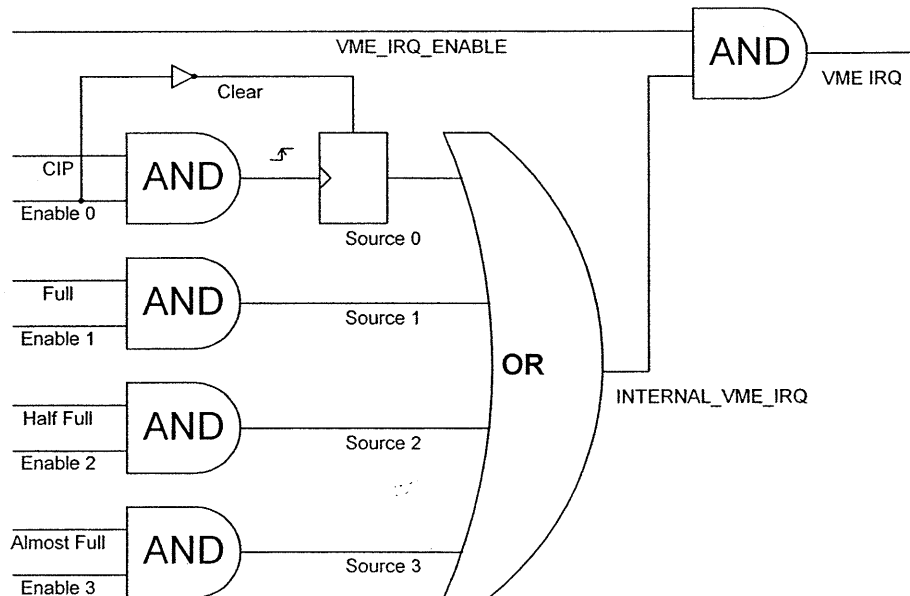 AND
VME_IRQ_ENABLE
VME IRQ
Clear
CIP
AND
Enable 0
Source 0
Full
AND
Enable 1
Source 1
OR
INTERNAL_VME_IRQ
Half Full
AND
Enable 2
Source 2
Almost Full
AND
Enable 3
Source 3